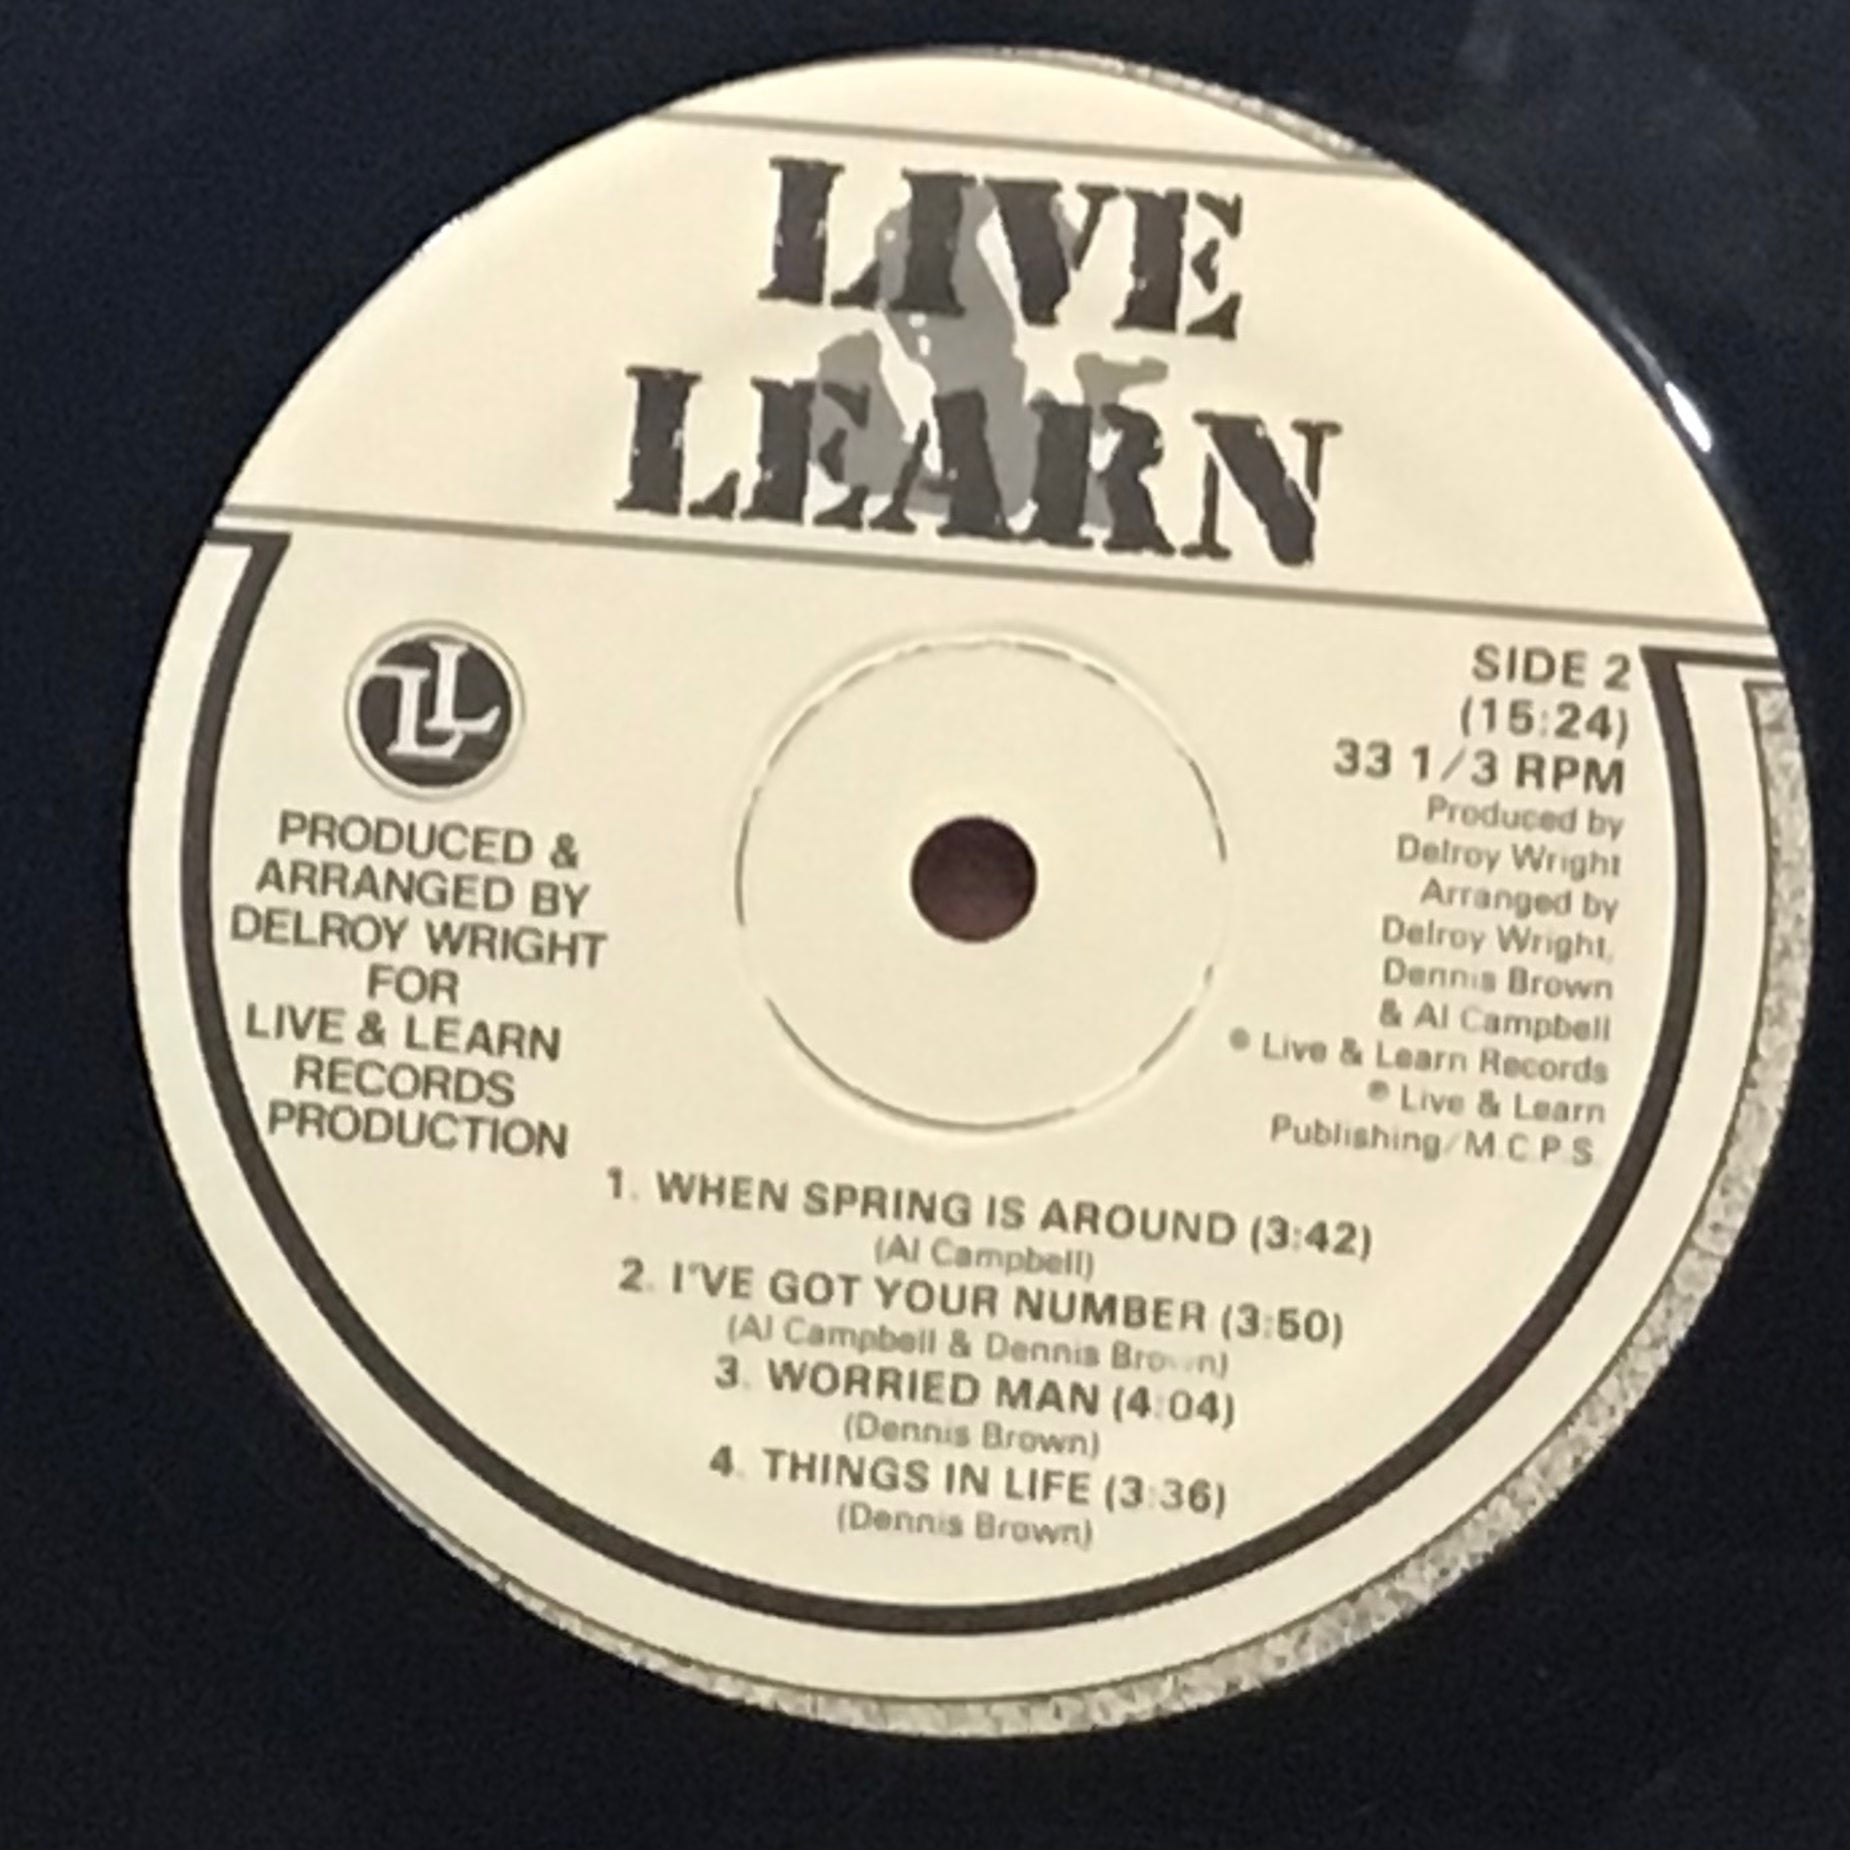 LIVE
&
LEARN
LL
PRODUCED &
ARRANGED BY
DELROY WRIGHT
FOR
LIVE & LEARN
RECORDS
PRODUCTION
SIDE 2
(15:24)
33 1/3 RPM
Produced by
Delroy Wright
Arranged by
Delroy Wright,
Dennis Brown
& Al Campbell
℗ Live & Learn Records
© Live & Learn
Publishing/M.C.P.S.
1. WHEN SPRING IS AROUND (3:42)
(Al Campbell)
2. I'VE GOT YOUR NUMBER (3:50)
(Al Campbell & Dennis Brown)
3. WORRIED MAN (4:04)
(Dennis Brown)
4. THINGS IN LIFE (3:36)
(Dennis Brown)